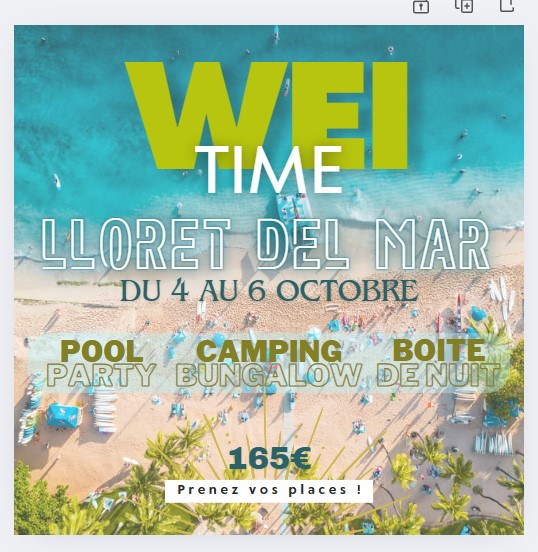 WEI
TIME
LLORET DEL MAR
DU 4 AU 6 OCTOBRE
POOL CAMPING BOITE
PARTY BUNGALOW DE NUIT
165€
Prenez vos places !